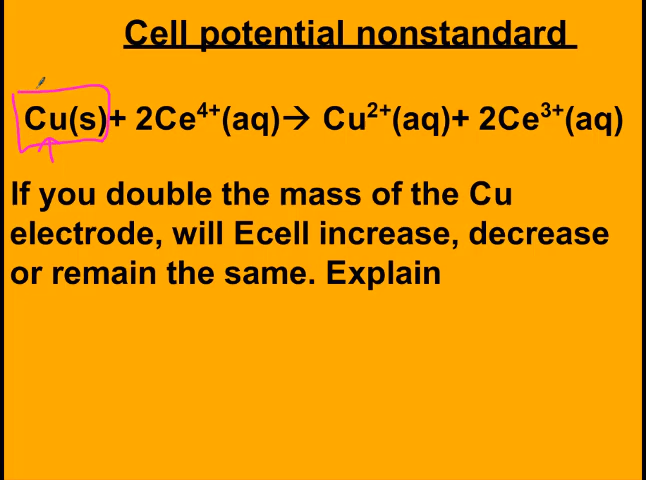 Cell potential nonstandard
Cu(s)+ 2Ce⁴⁺(aq)→ Cu²⁺(aq)+ 2Ce³⁺(aq)
If you double the mass of the Cu
electrode, will Ecell increase, decrease
or remain the same. Explain